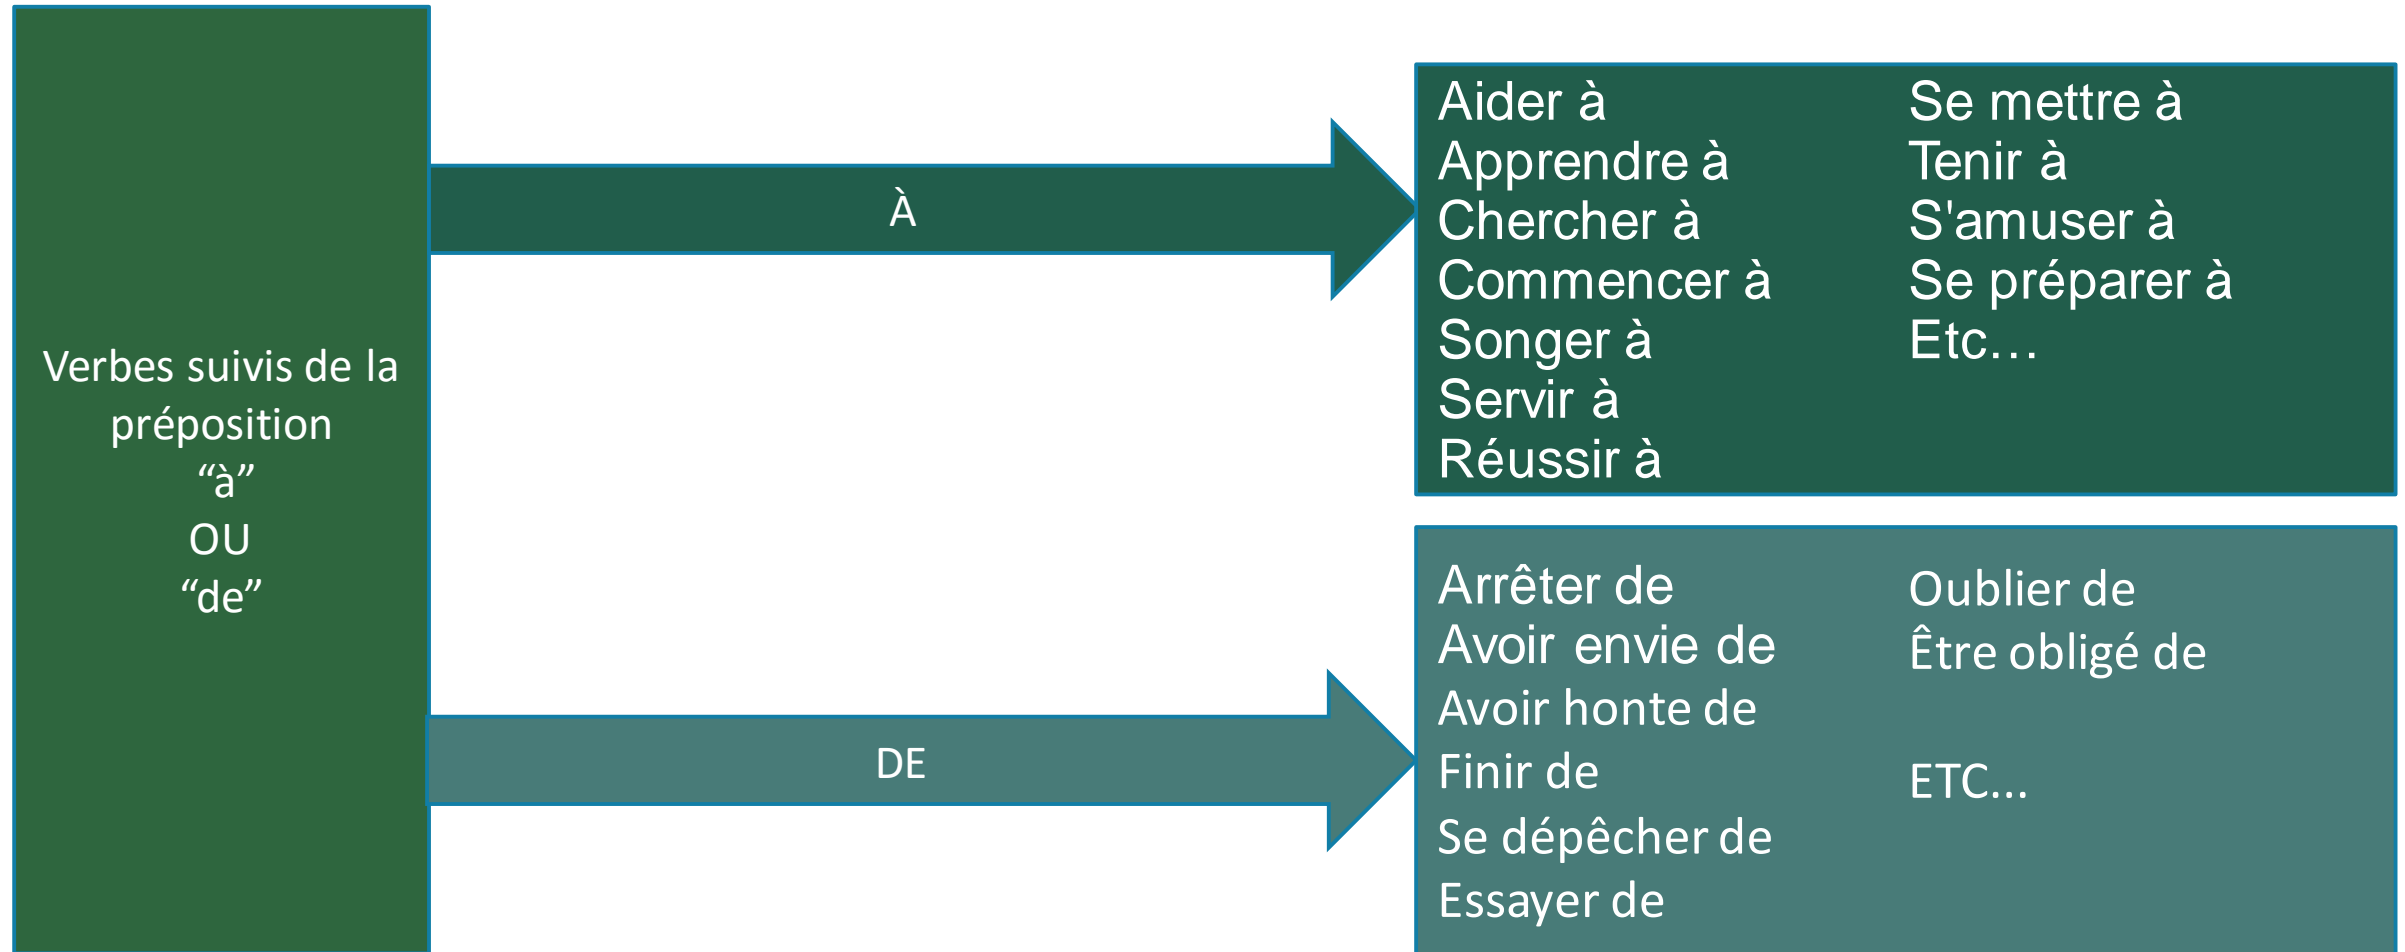 Verbes suivis de la
préposition
“à”
OU
“de”
À
Aider à
Apprendre à
Chercher à
Commencer à
Songer à
Servir à
Réussir à
Se mettre à
Tenir à
S'amuser à
Se préparer à
Etc…
DE
Arrêter de
Avoir envie de
Avoir honte de
Finir de
Se dépêcher de
Essayer de
Oublier de
Être obligé de
ETC...